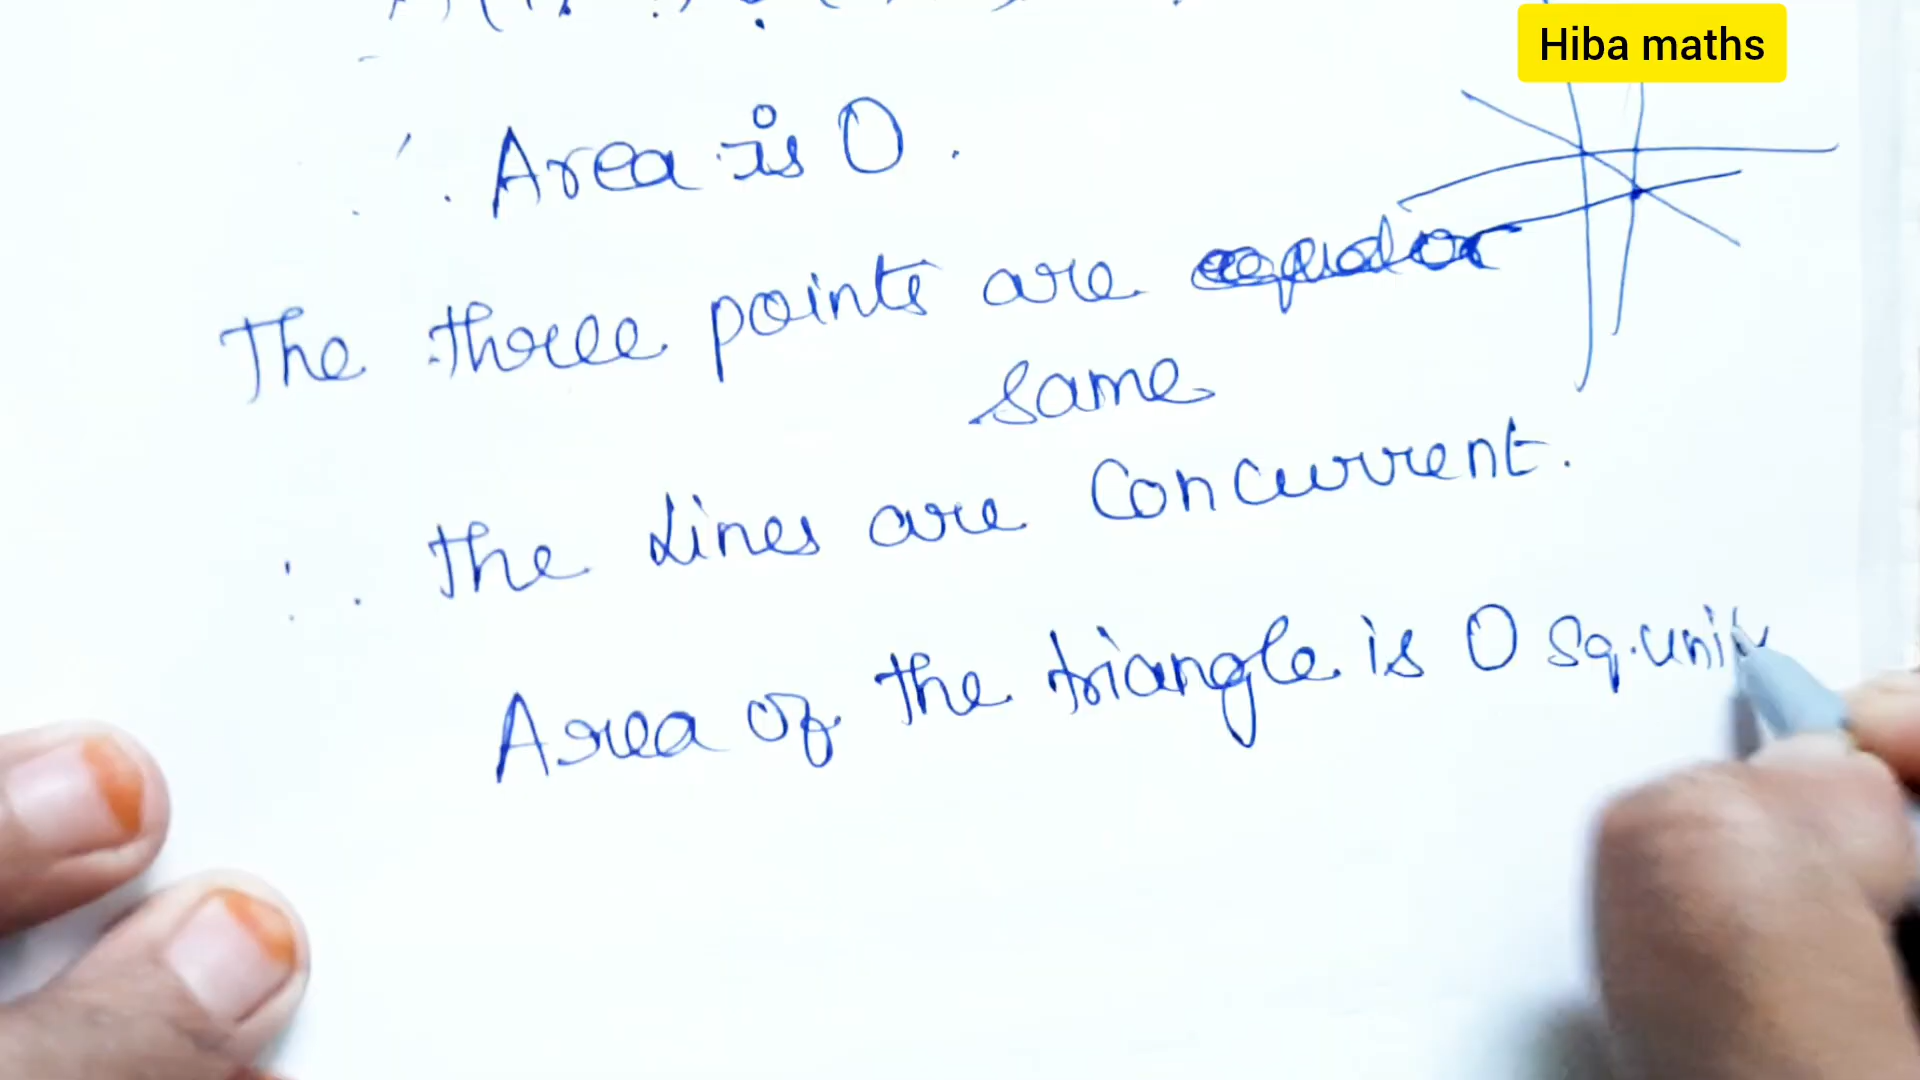 Hiba maths
∴ Area is 0.
The three points are
same
∴ the Lines are Concurrent.
Area of the triangle is 0 Sq.unit